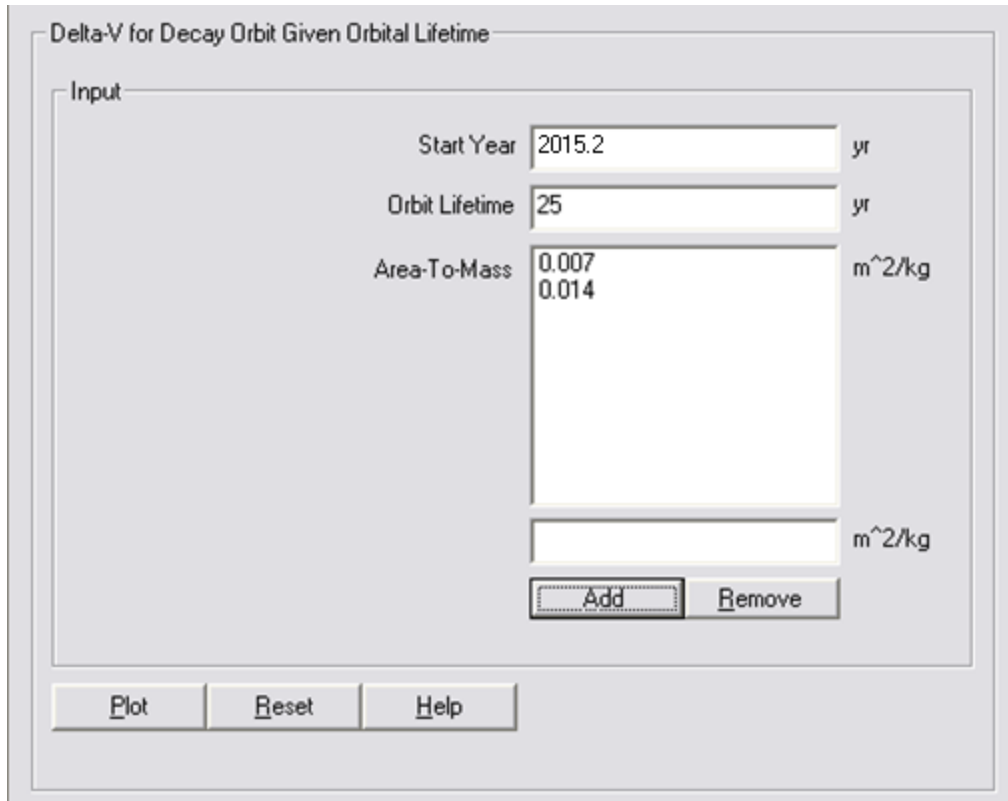 Delta-V for Decay Orbit Given Orbital Lifetime
Input
Start Year 2015.2 yr
Orbit Lifetime 25 yr
Area-To-Mass 0.007 m^2/kg
0.014
m^2/kg
Add Remove
Plot Reset Help